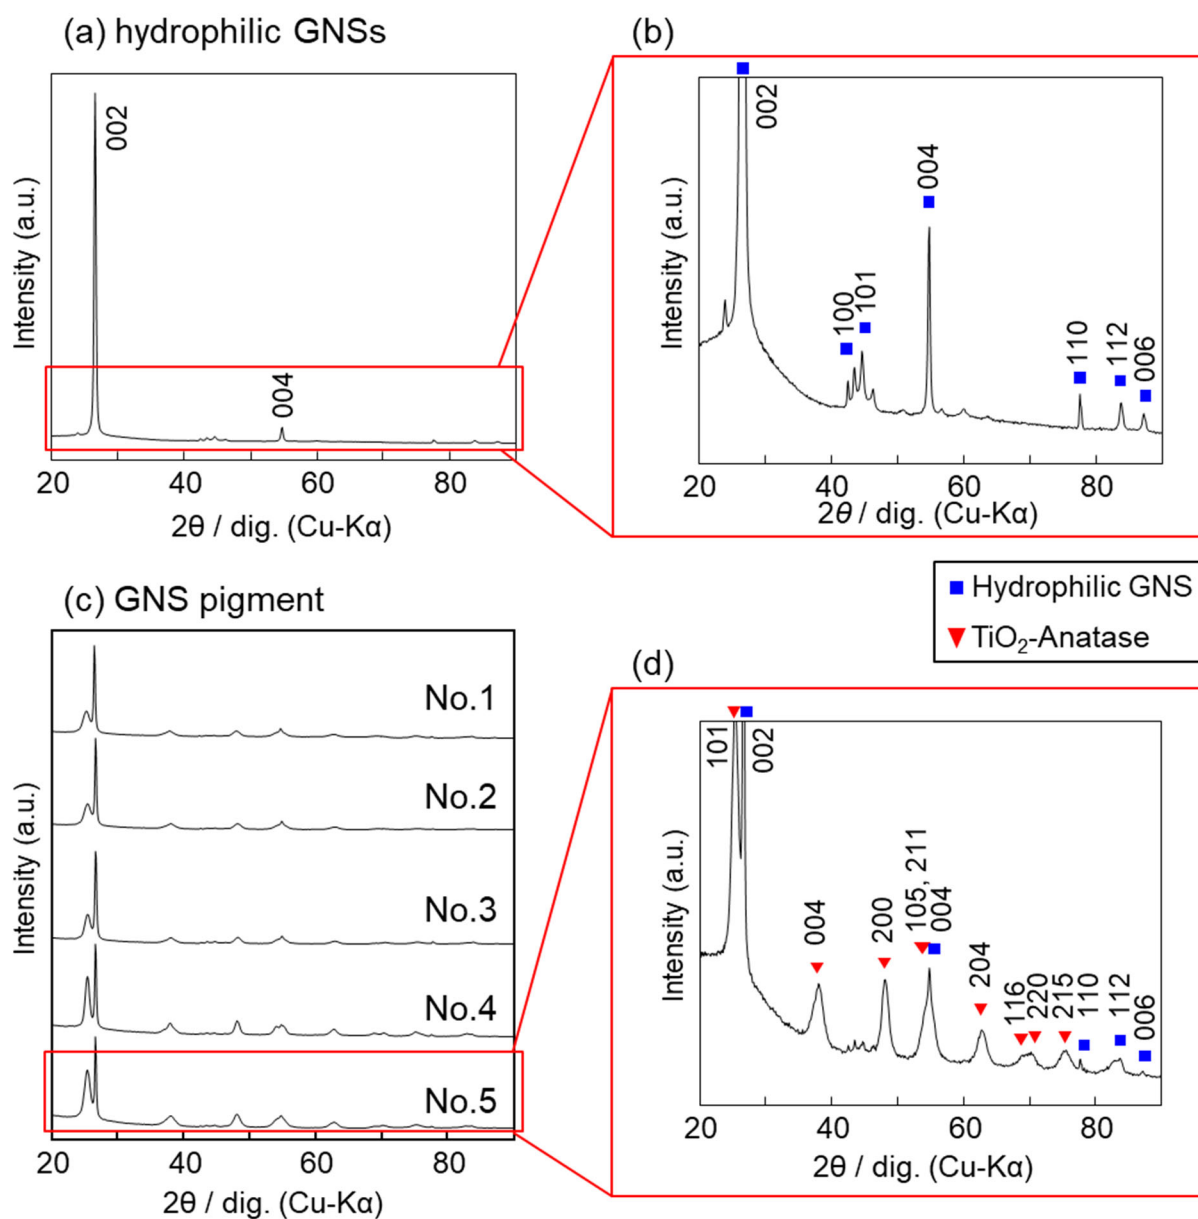 (a) hydrophilic GNSs
002
004
Intensity (a.u.)
20 40 60 80
2θ / dig. (Cu-Kα)
(b)
002
100
101
004
110
112
006
Intensity (a.u.)
20 40 60 80
2θ / dig. (Cu-Kα)
Hydrophilic GNS
TiO₂-Anatase
(c) GNS pigment
No.1
No.2
No.3
No.4
No.5
Intensity (a.u.)
20 40 60 80
2θ / dig. (Cu-Kα)
(d)
101
002
004
200
105, 211
004
204
116
220
215
110
112
006
Intensity (a.u.)
20 40 60 80
2θ / dig. (Cu-Kα)